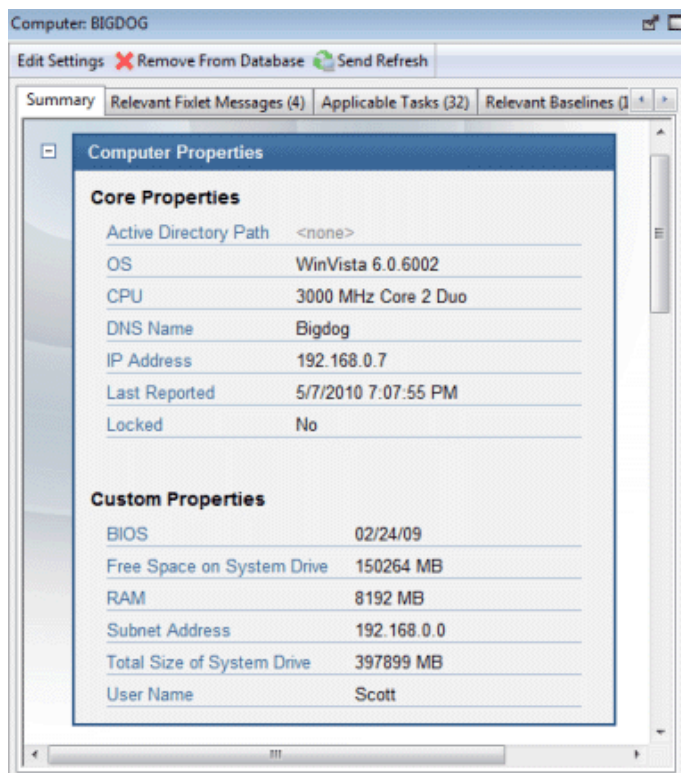 Computer: BIGDOG
Edit Settings Remove From Database Send Refresh
Summary Relevant Fixlet Messages (4) Applicable Tasks (32) Relevant Baselines (
Computer Properties
Core Properties
Active Directory Path <none>
OS WinVista 6.0.6002
CPU 3000 MHz Core 2 Duo
DNS Name Bigdog
IP Address 192.168.0.7
Last Reported 5/7/2010 7:07:55 PM
Locked No
Custom Properties
BIOS 02/24/09
Free Space on System Drive 150264 MB
RAM 8192 MB
Subnet Address 192.168.0.0
Total Size of System Drive 397899 MB
User Name Scott